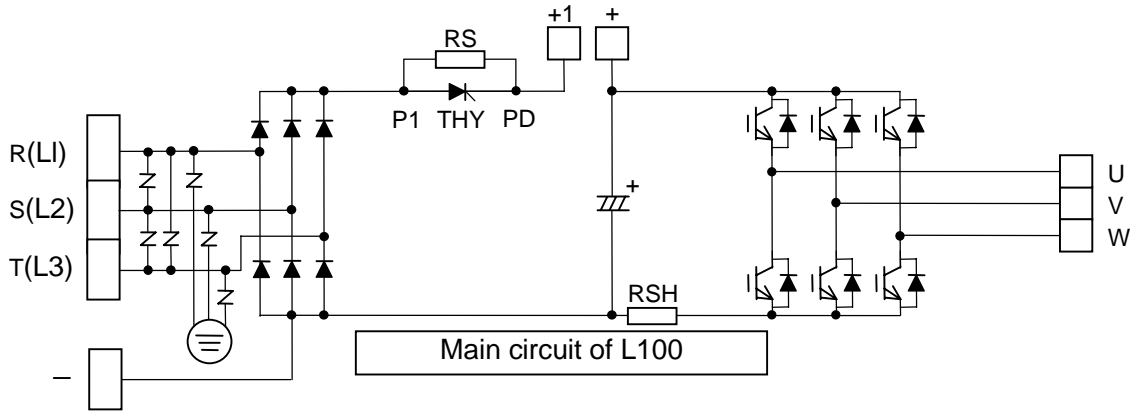 +1 +
RS
P1 THY PD
R(LI)
S(L2)
T(L3)
+
U
V
W
RSH
Main circuit of L100
−